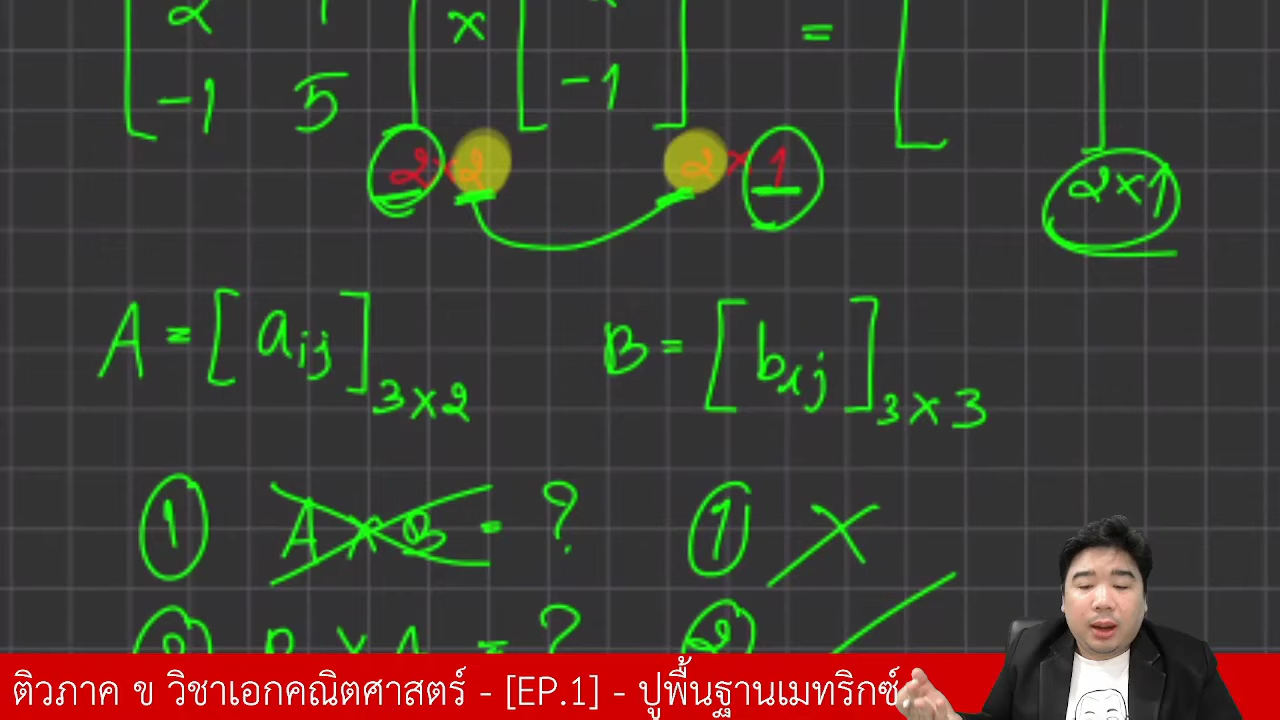 2 1 x =
-1 5 -1
2x2 2x1 2x1
A = [aij]3x2 B = [bij]3x3
① AxB = ? ① X
② B x A = ? ②
ติวภาค ข วิชาเอกคณิตศาสตร์ - [EP.1] - ปูพื้นฐานเมทริกซ์